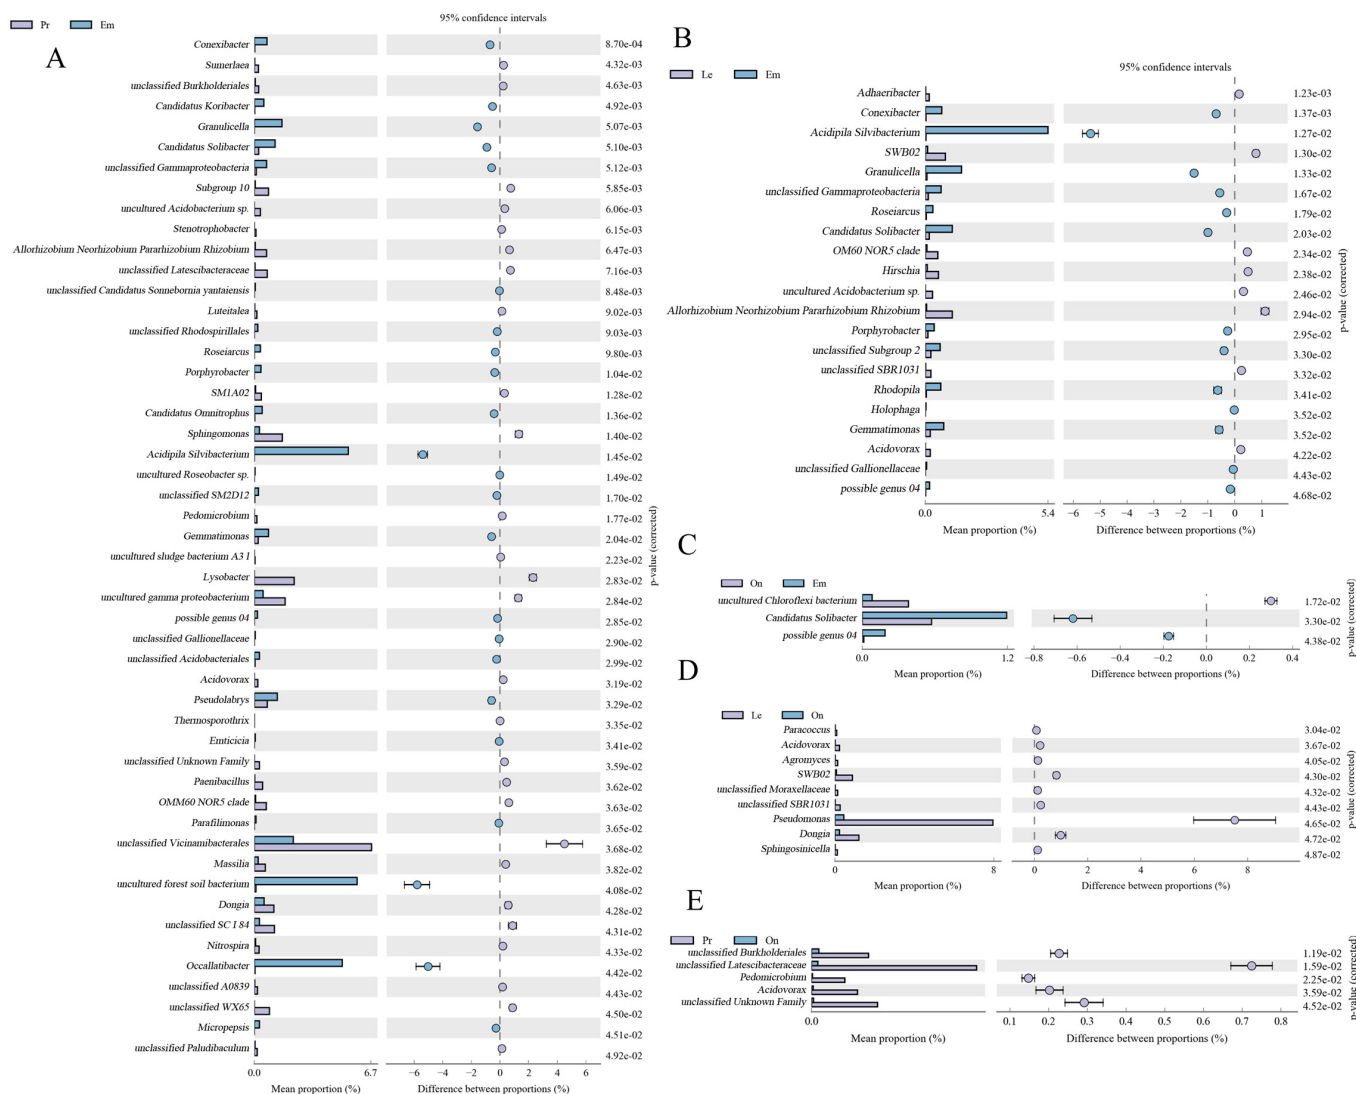 Pr Em
95% confidence intervals
A
Conexibacter 8.70e-04
Sumerlaea 4.32e-03
unclassified Burkholderiales 4.63e-03
Candidatus Koribacter 4.92e-03
Granulicella 5.07e-03
Candidatus Solibacter 5.10e-03
unclassified Gammaproteobacteria 5.12e-03
Subgroup 10 5.85e-03
uncultured Acidobacterium sp. 6.06e-03
Stenotrophobacter 6.15e-03
Allorhizobium Neorhizobium Pararhizobium Rhizobium 6.47e-03
unclassified Latescibacteraceae 7.16e-03
unclassified Candidatus Sonnebornia yantaiensis 8.48e-03
Luteitalea 9.02e-03
unclassified Rhodospirillales 9.03e-03
Roseiarcus 9.80e-03
Porphyrobacter 1.04e-02
SM1A02 1.28e-02
Candidatus Omnitrophus 1.36e-02
Sphingomonas 1.40e-02
Acidipila Silvibacterium 1.45e-02
uncultured Roseobacter sp. 1.49e-02
unclassified SM2D12 1.70e-02
Pedomicrobium 1.77e-02
Gemmatimonas 2.04e-02
uncultured sludge bacterium A3 1 2.23e-02
Lysobacter 2.83e-02
uncultured gamma proteobacterium 2.84e-02
possible genus 04 2.85e-02
unclassified Gallionellaceae 2.90e-02
unclassified Acidobacteriales 2.99e-02
Acidovorax 3.19e-02
Pseudolabrys 3.29e-02
Thermosporothrix 3.35e-02
Emticicia 3.41e-02
unclassified Unknown Family 3.59e-02
Paenibacillus 3.62e-02
OMM60 NOR5 clade 3.63e-02
Parafilimonas 3.65e-02
unclassified Vicinamibacterales 3.68e-02
Massilia 3.82e-02
uncultured forest soil bacterium 4.08e-02
Dongia 4.28e-02
unclassified SC I 84 4.31e-02
Nitrospira 4.33e-02
Occallatibacter 4.42e-02
unclassified A0839 4.43e-02
unclassified WX65 4.50e-02
Micropepsis 4.51e-02
unclassified Paludibaculum 4.92e-02
p-value (corrected)
0.0 6.7 −6 −4 −2 0 2 4 6
Mean proportion (%) Difference between proportions (%)
B
Le Em
95% confidence intervals
Adhaeribacter 1.23e-03
Conexibacter 1.37e-03
Acidipila Silvibacterium 1.27e-02
SWB02 1.30e-02
Granulicella 1.33e-02
unclassified Gammaproteobacteria 1.67e-02
Roseiarcus 1.79e-02
Candidatus Solibacter 2.03e-02
OM60 NOR5 clade 2.34e-02
Hirschia 2.38e-02
uncultured Acidobacterium sp. 2.46e-02
Allorhizobium Neorhizobium Pararhizobium Rhizobium 2.94e-02
Porphyrobacter 2.95e-02
unclassified Subgroup 2 3.30e-02
unclassified SBR1031 3.32e-02
Rhodopila 3.41e-02
Holophaga 3.52e-02
Gemmatimonas 3.52e-02
Acidovorax 4.22e-02
unclassified Gallionellaceae 4.43e-02
possible genus 04 4.68e-02
p-value (corrected)
0.0 5.4 −6 −5 −4 −3 −2 −1 0 1
Mean proportion (%) Difference between proportions (%)
C
On Em
uncultured Chloroflexi bacterium 1.72e-02
Candidatus Solibacter 3.30e-02
possible genus 04 4.38e-02
p-value (corrected)
0.0 1.2 −0.8 −0.6 −0.4 −0.2 0.0 0.2 0.4
Mean proportion (%) Difference between proportions (%)
D
Le On
Paracoccus 3.04e-02
Acidovorax 3.67e-02
Agromyces 4.05e-02
SWB02 4.30e-02
unclassified Moraxellaceae 4.32e-02
unclassified SBR1031 4.43e-02
Pseudomonas 4.65e-02
Dongia 4.72e-02
Sphingosinicella 4.87e-02
p-value (corrected)
0 8 0 2 4 6 8
Mean proportion (%) Difference between proportions (%)
E
Pr On
unclassified Burkholderiales 1.19e-02
unclassified Latescibacteraceae 1.59e-02
Pedomicrobium 2.25e-02
Acidovorax 3.59e-02
unclassified Unknown Family 4.52e-02
p-value (corrected)
0.0 0.1 0.2 0.3 0.4 0.5 0.6 0.7 0.8
Mean proportion (%) Difference between proportions (%)